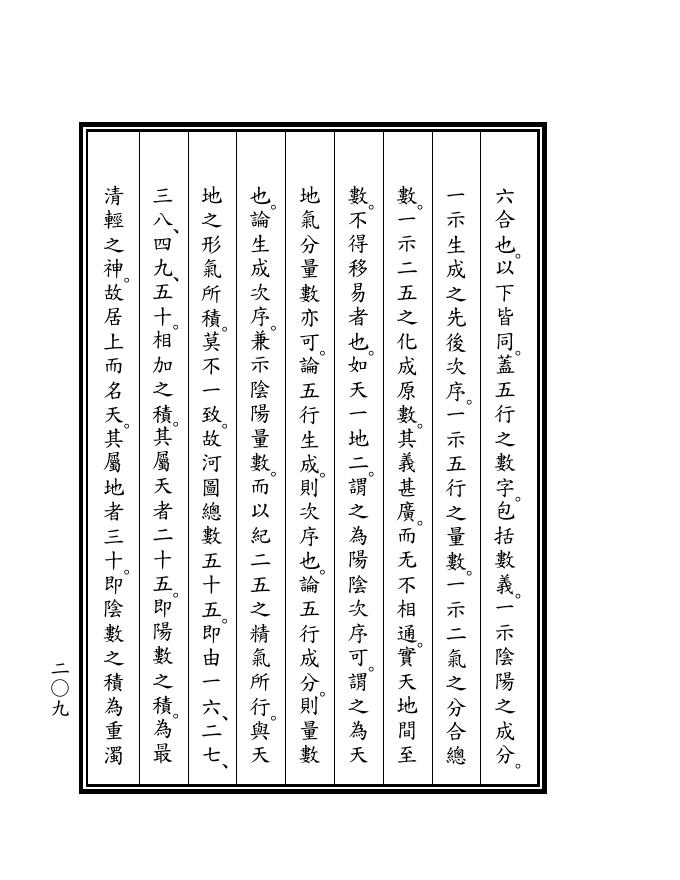 六合也。以下皆同。蓋五行之數字。包括數義。一示陰陽之成分。
一示生成之先後次序。一示五行之量數。一示二氣之分合總
數。一示二五之化成原數。其義甚廣。而无不相通。實天地間至
數。不得移易者也。如天一地二。謂之為陽陰次序可。謂之為天
地氣分量數亦可。論五行生成。則次序也。論五行成分。則量數
也。論生成次序。兼示陰陽量數。而以紀二五之精氣所行。與天
地之形氣所積。莫不一致。故河圖總數五十五。即由一六、二七、
三八、四九、五十。相加之積。其屬天者二十五。即陽數之積。為最
清輕之神。故居上而名天。其屬地者三十。即陰數之積為重濁
二〇九